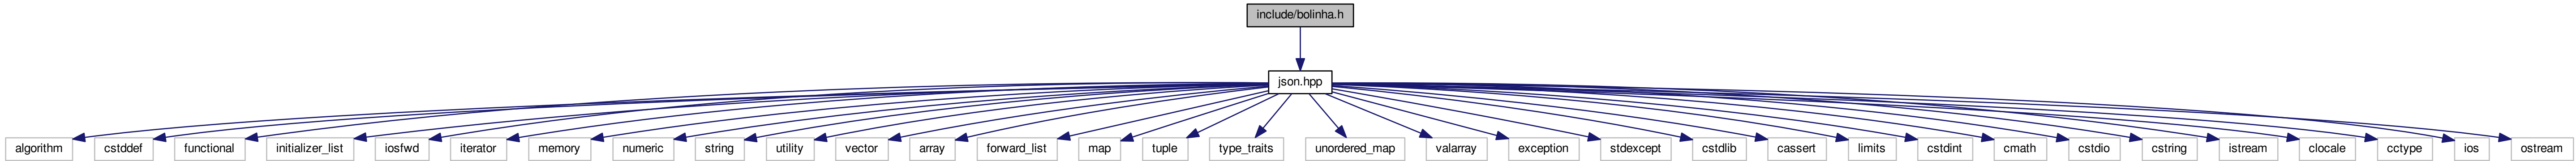 include/bolinha.h
json.hpp
algorithm
cstddef
functional
initializer_list
iosfwd
iterator
memory
numeric
string
utility
vector
array
forward_list
map
tuple
type_traits
unordered_map
valarray
exception
stdexcept
cstdlib
cassert
limits
cstdint
cmath
cstdio
cstring
istream
clocale
cctype
ios
ostream